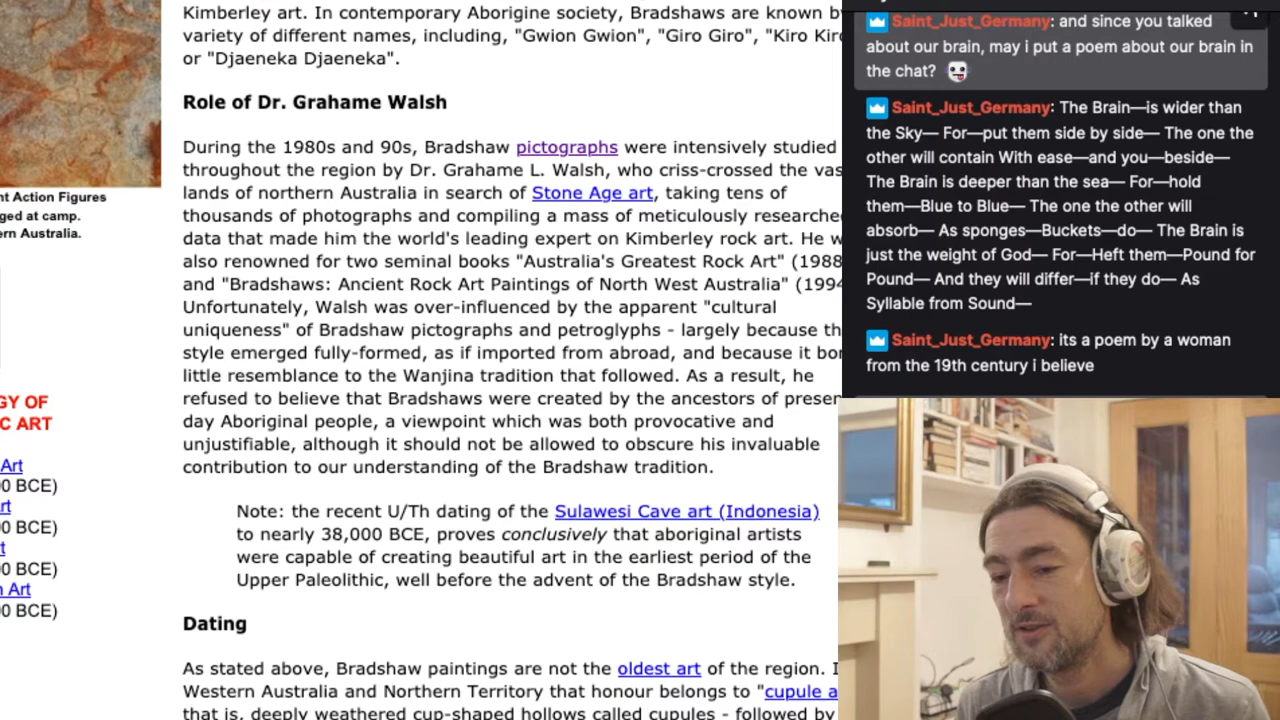 Kimberley art. In contemporary Aborigine society, Bradshaws are known b
variety of different names, including, "Gwion Gwion", "Giro Giro", "Kiro Kir
or "Djaeneka Djaeneka".
Role of Dr. Grahame Walsh
During the 1980s and 90s, Bradshaw pictographs were intensively studied
throughout the region by Dr. Grahame L. Walsh, who criss-crossed the vas
lands of northern Australia in search of Stone Age art, taking tens of
thousands of photographs and compiling a mass of meticulously researche
data that made him the world's leading expert on Kimberley rock art. He w
also renowned for two seminal books "Australia's Greatest Rock Art" (1988
and "Bradshaws: Ancient Rock Art Paintings of North West Australia" (1994
Unfortunately, Walsh was over-influenced by the apparent "cultural
uniqueness" of Bradshaw pictographs and petroglyphs - largely because th
style emerged fully-formed, as if imported from abroad, and because it bor
little resemblance to the Wanjina tradition that followed. As a result, he
refused to believe that Bradshaws were created by the ancestors of presen
day Aboriginal people, a viewpoint which was both provocative and
unjustifiable, although it should not be allowed to obscure his invaluable
contribution to our understanding of the Bradshaw tradition.
Note: the recent U/Th dating of the Sulawesi Cave art (Indonesia)
to nearly 38,000 BCE, proves conclusively that aboriginal artists
were capable of creating beautiful art in the earliest period of the
Upper Paleolithic, well before the advent of the Bradshaw style.
Dating
As stated above, Bradshaw paintings are not the oldest art of the region. I
Western Australia and Northern Territory that honour belongs to "cupule a
that is, deeply weathered cup-shaped hollows called cupules - followed by
nt Action Figures
ged at camp.
rn Australia.
GY OF
C ART
Art
0 BCE)
rt
0 BCE)
t
0 BCE)
n Art
0 BCE)
Saint_Just_Germany: and since you talked
about our brain, may i put a poem about our brain in
the chat?
Saint_Just_Germany: The Brain—is wider than
the Sky— For—put them side by side— The one the
other will contain With ease—and you—beside—
The Brain is deeper than the sea— For—hold
them—Blue to Blue— The one the other will
absorb— As sponges—Buckets—do— The Brain is
just the weight of God— For—Heft them—Pound for
Pound— And they will differ—if they do— As
Syllable from Sound—
Saint_Just_Germany: its a poem by a woman
from the 19th century i believe